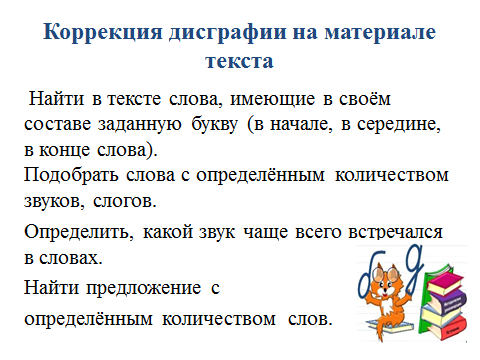 Коррекция дисграфии на материале
текста
Найти в тексте слова, имеющие в своём
составе заданную букву (в начале, в середине,
в конце слова).
Подобрать слова с определённым количеством
звуков, слогов.
Определить, какой звук чаще всего встречался
в словах.
Найти предложение с
определённым количеством слов.
б д